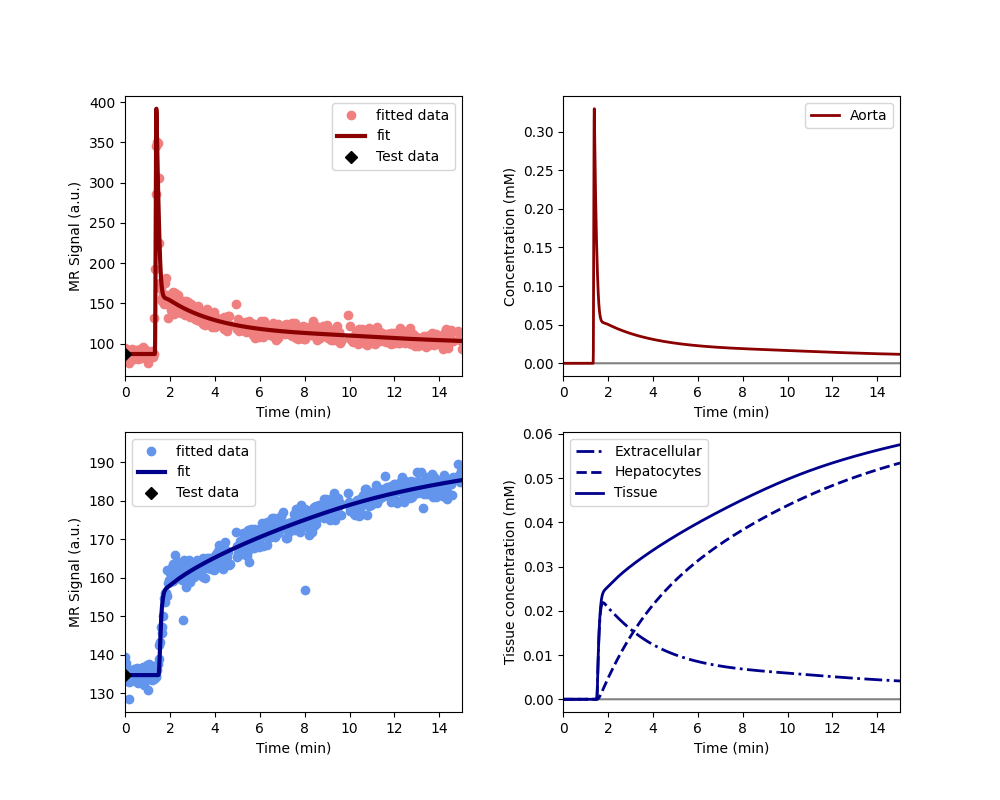 400
350
300
250
200
150
100
MR Signal (a.u.)
0 2 4 6 8 10 12 14
Time (min)
fitted data
fit
Test data
0.30
0.25
0.20
0.15
0.10
0.05
0.00
Concentration (mM)
0 2 4 6 8 10 12 14
Time (min)
Aorta
190
180
170
160
150
140
130
MR Signal (a.u.)
0 2 4 6 8 10 12 14
Time (min)
fitted data
fit
Test data
0.06
0.05
0.04
0.03
0.02
0.01
0.00
Tissue concentration (mM)
0 2 4 6 8 10 12 14
Time (min)
Extracellular
Hepatocytes
Tissue